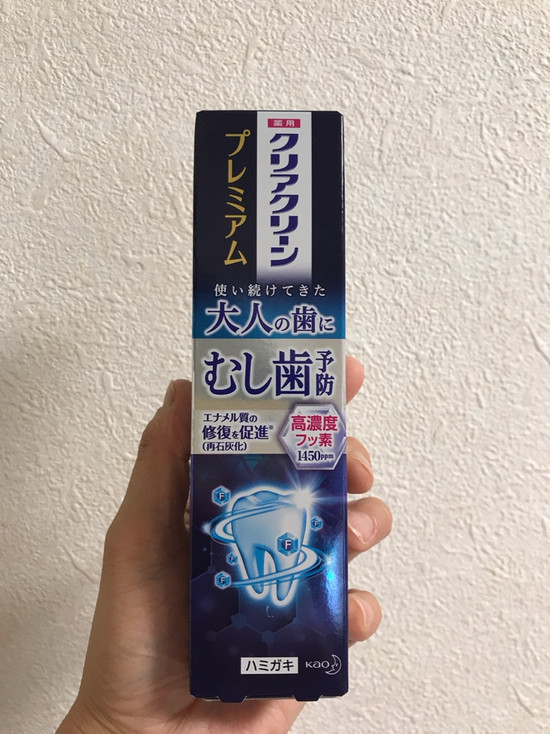 薬用
クリアクリーン
プレミアム
使い続けてきた
大人の歯に
むし歯予防
エナメル質の
修復を促進※
(再石灰化)
高濃度
フッ素
1450ppm
F
F
F
F
ハミガキ
Kao